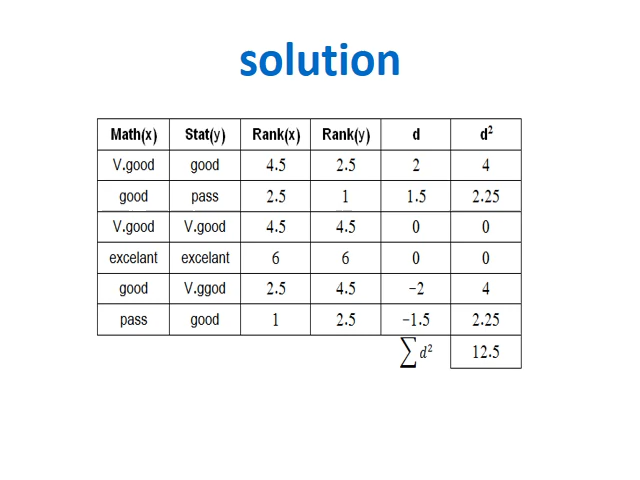 solution
Math(x) Stat(y) Rank(x) Rank(y) d d²
V.good good 4.5 2.5 2 4
good pass 2.5 1 1.5 2.25
V.good V.good 4.5 4.5 0 0
excelant excelant 6 6 0 0
good V.ggod 2.5 4.5 −2 4
pass good 1 2.5 −1.5 2.25
∑ d² 12.5